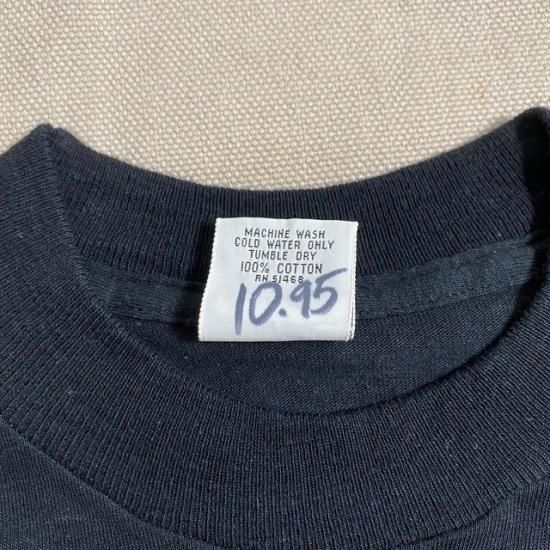 MACHINE WASH
COLD WATER ONLY
TUMBLE DRY
100% COTTON
RN 51468
10.95